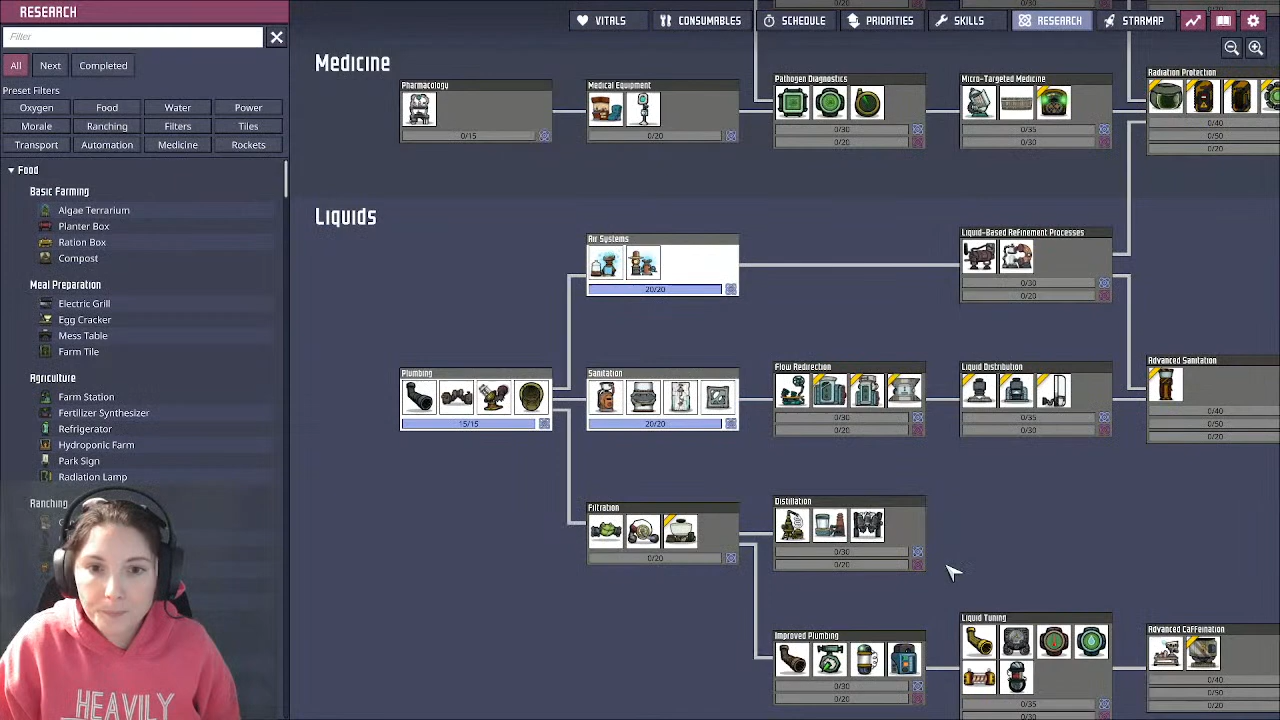 RESEARCH
Filter
All
Next
Completed
Preset Filters
Oxygen
Food
Water
Power
Morale
Ranching
Filters
Tiles
Transport
Automation
Medicine
Rockets
Food
Basic Farming
Algae Terrarium
Planter Box
Ration Box
Compost
Meal Preparation
Electric Grill
Egg Cracker
Mess Table
Farm Tile
Agriculture
Farm Station
Fertilizer Synthesizer
Refrigerator
Hydroponic Farm
Park Sign
Radiation Lamp
Ranching
VITALS
CONSUMABLES
SCHEDULE
PRIORITIES
SKILLS
RESEARCH
STARMAP
0/20
0/30
Medicine
Pharmacology
0/15
Medical Equipment
0/20
Pathogen Diagnostics
0/30
0/20
Micro-Targeted Medicine
0/35
0/30
Radiation Protection
0/40
0/50
0/20
Liquids
Air Systems
20/20
Liquid-Based Refinement Processes
0/30
0/20
Plumbing
15/15
Sanitation
20/20
Flow Redirection
0/30
0/20
Liquid Distribution
0/35
0/30
Advanced Sanitation
0/40
0/50
0/20
Filtration
0/20
Distillation
0/30
0/20
Improved Plumbing
0/30
0/20
Liquid Tuning
0/35
0/30
Advanced Caffeination
0/40
0/50
0/20
HEAVILY